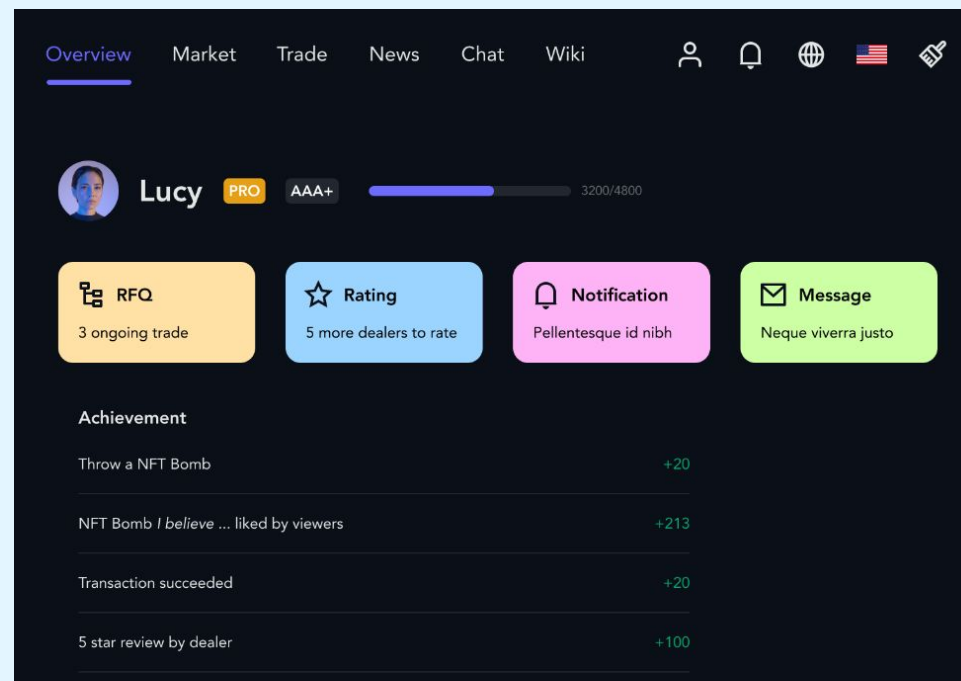 Overview Market Trade News Chat Wiki
Lucy PRO AAA+ 3200/4800
RFQ
3 ongoing trade
Rating
5 more dealers to rate
Notification
Pellentesque id nibh
Message
Neque viverra justo
Achievement
Throw a NFT Bomb +20
NFT Bomb I believe ... liked by viewers +213
Transaction succeeded +20
5 star review by dealer +100